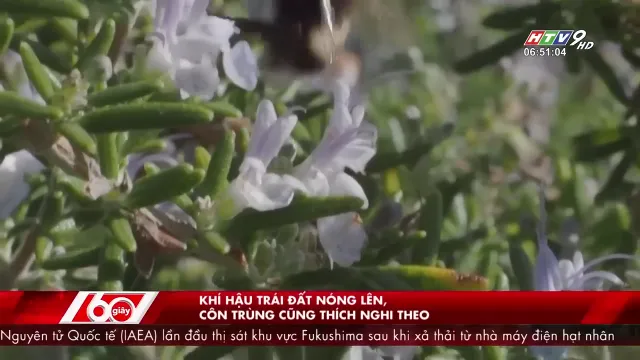 HTV9 HD
06:51:04
60 giây
KHÍ HẬU TRÁI ĐẤT NÓNG LÊN,
CÔN TRÙNG CŨNG THÍCH NGHI THEO
Nguyên tử Quốc tế (IAEA) lần đầu thị sát khu vực Fukushima sau khi xả thải từ nhà máy điện hạt nhân